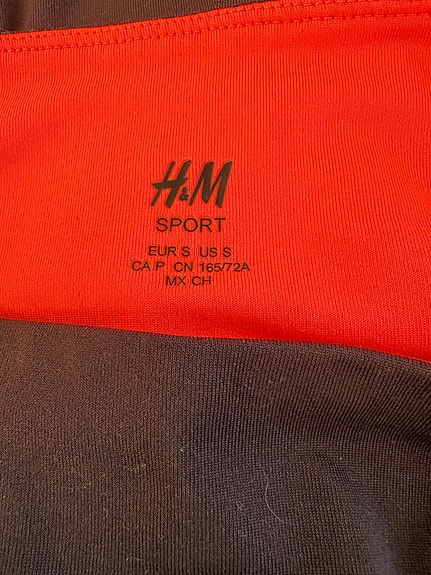 H&M
SPORT
EUR S US S
CA P CN 165/72A
MX CH